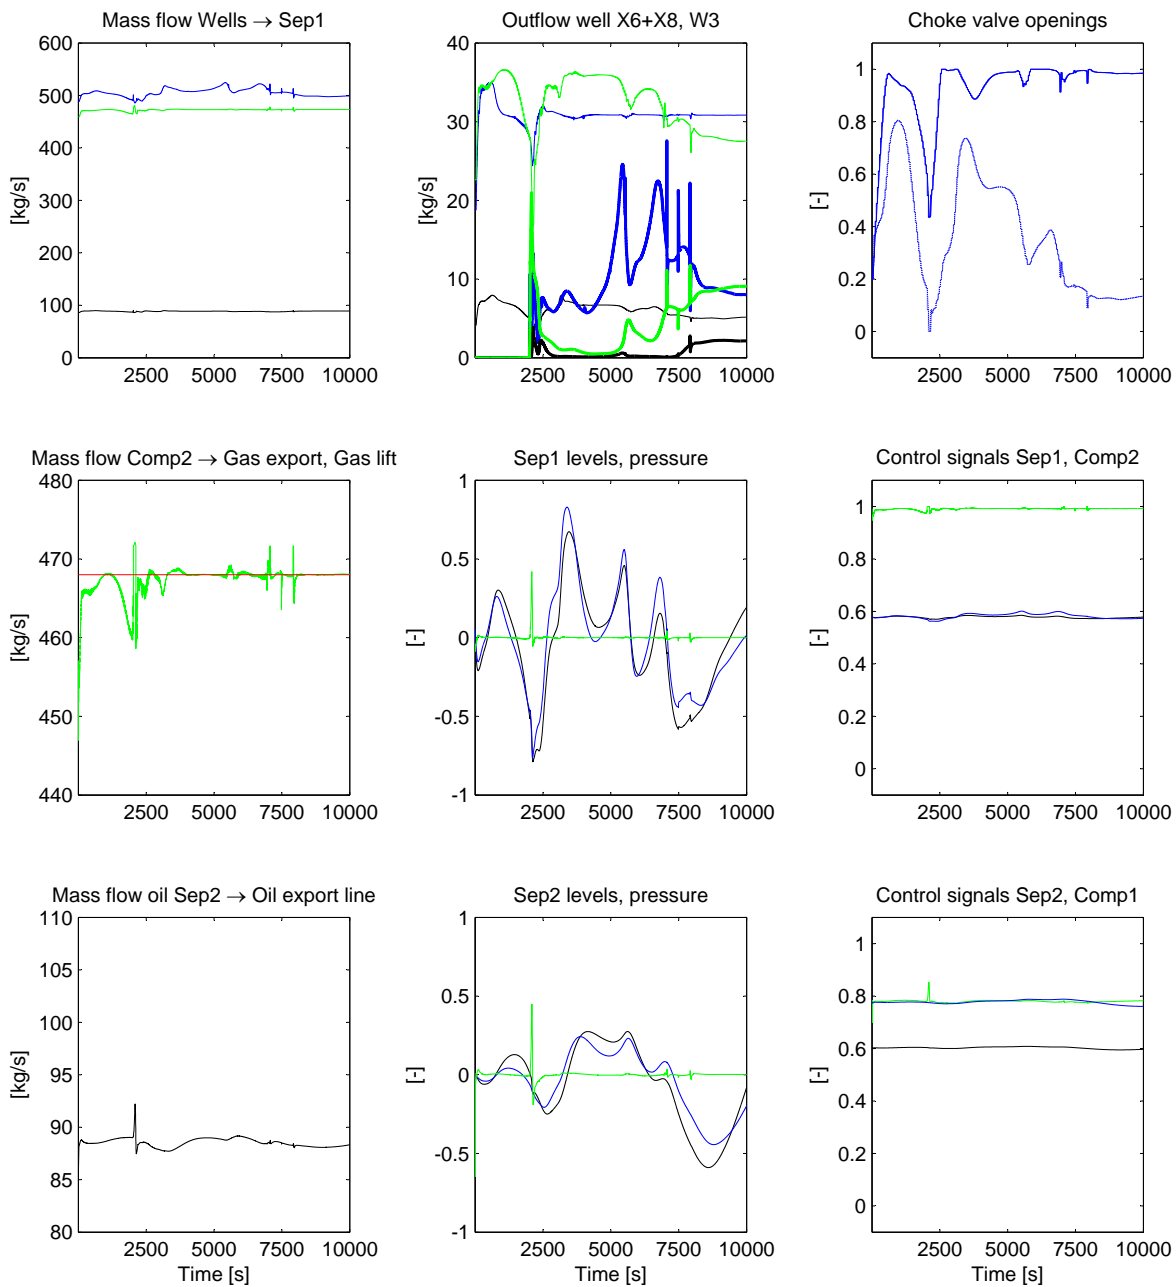 Mass flow Wells → Sep1
Outflow well X6+X8, W3
Choke valve openings
600
500
400
300
200
100
0
[kg/s]
2500 5000 7500 10000
40
30
20
10
0
[kg/s]
2500 5000 7500 10000
Time [s]
1
0.8
0.6
0.4
0.2
0
[-]
2500 5000 7500 10000
Time [s]
Mass flow Comp2 → Gas export, Gas lift
Sep1 levels, pressure
Control signals Sep1, Comp2
480
470
460
450
440
[kg/s]
2500 5000 7500 10000
1
0.5
0
-0.5
-1
[-]
2500 5000 7500 10000
1
0.8
0.6
0.4
0.2
0
2500 5000 7500 10000
Mass flow oil Sep2 → Oil export line
Sep2 levels, pressure
Control signals Sep2, Comp1
110
105
100
95
90
85
80
[kg/s]
2500 5000 7500 10000
Time [s]
1
0.5
0
-0.5
-1
[-]
2500 5000 7500 10000
Time [s]
1
0.8
0.6
0.4
0.2
0
[-]
2500 5000 7500 10000